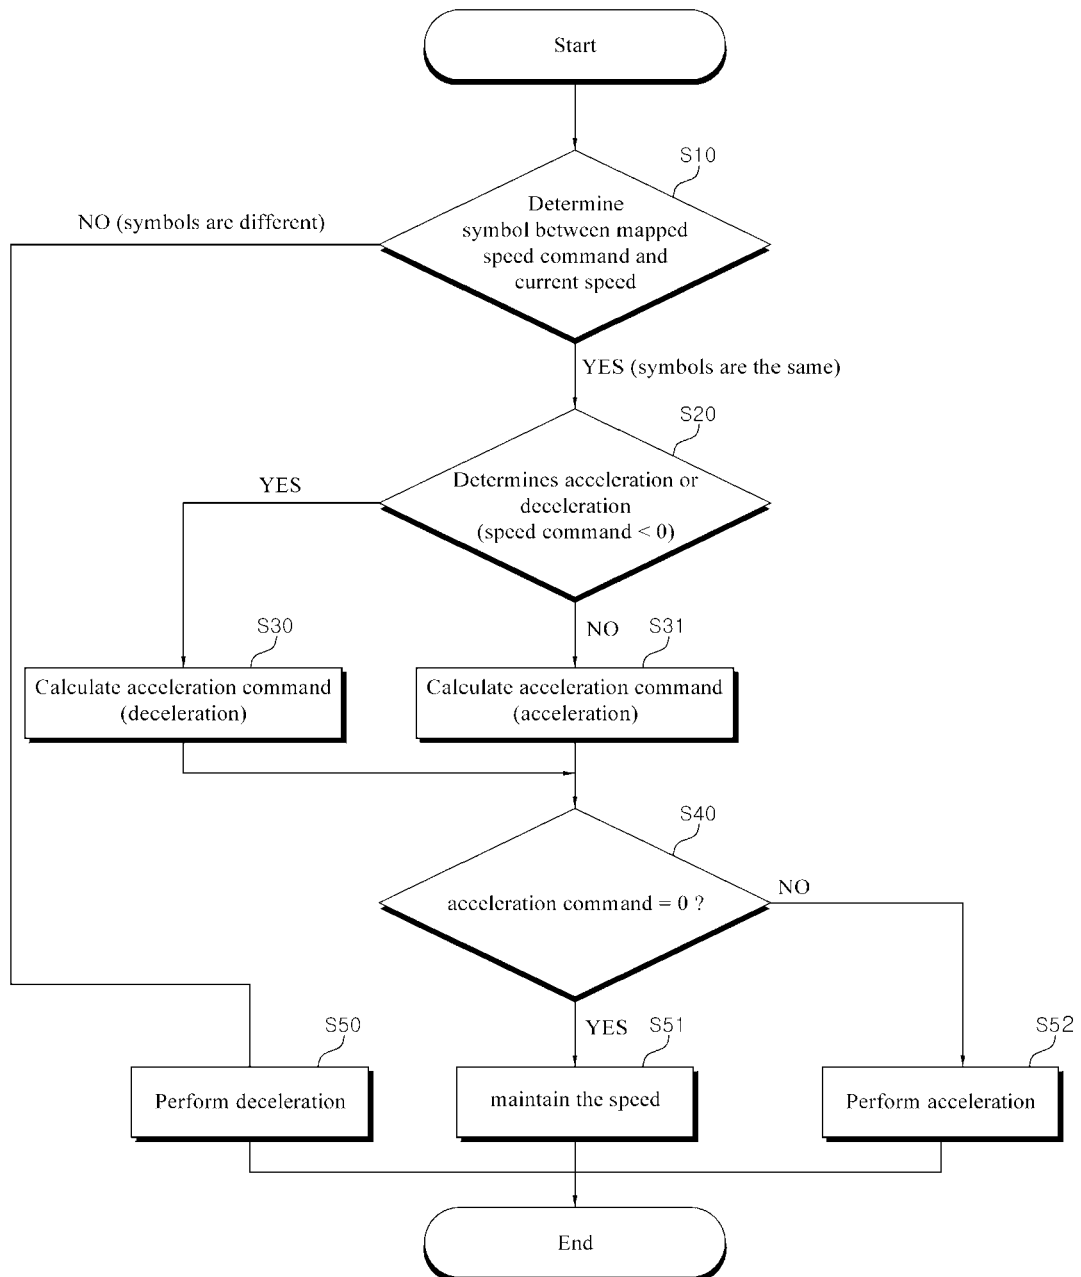 Start
S10
Determine
symbol between mapped
speed command and
current speed
NO (symbols are different)
YES (symbols are the same)
S20
Determines acceleration or
deceleration
(speed command < 0)
YES
NO
S30
Calculate acceleration command
(deceleration)
S31
Calculate acceleration command
(acceleration)
S40
acceleration command = 0 ?
NO
YES
S50
Perform deceleration
S51
maintain the speed
S52
Perform acceleration
End